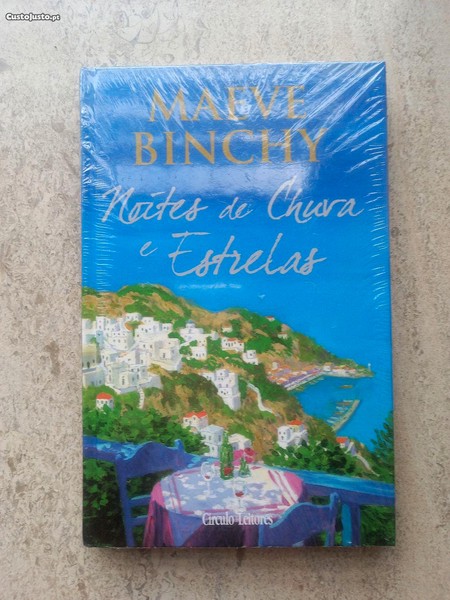 CustoJusto.pt
MAEVE
BINCHY
Noites de Chuva
e Estrelas
Círculo de Leitores